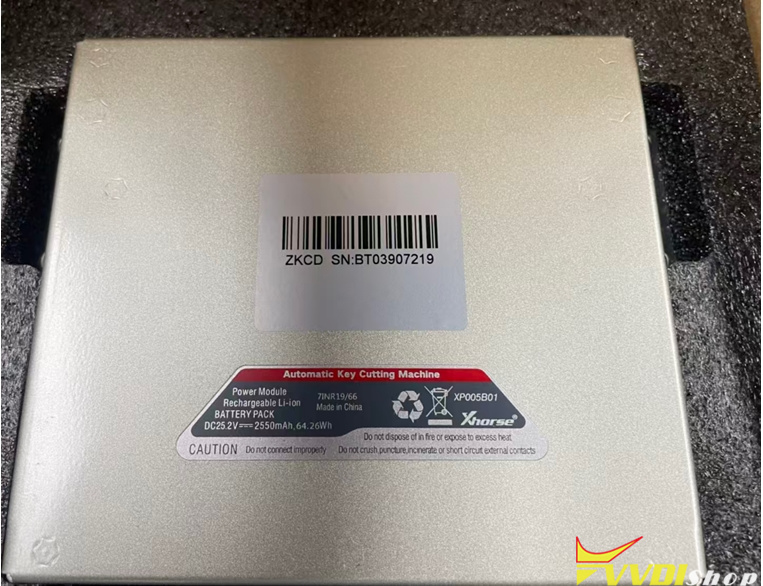 ZKCD SN:BT03907219
Automatic Key Cutting Machine
Power Module
Rechargeable Li-ion
BATTERY PACK
DC25.2V⎓2550mAh,64.26Wh
7INR19/66
Made in China
XP005B01
Xhorse®
Do not dispose of in fire or expose to excess heat
CAUTION Do not connect improperly Do not crush,puncture,incinerate or short circuit external contacts
VVDIShop